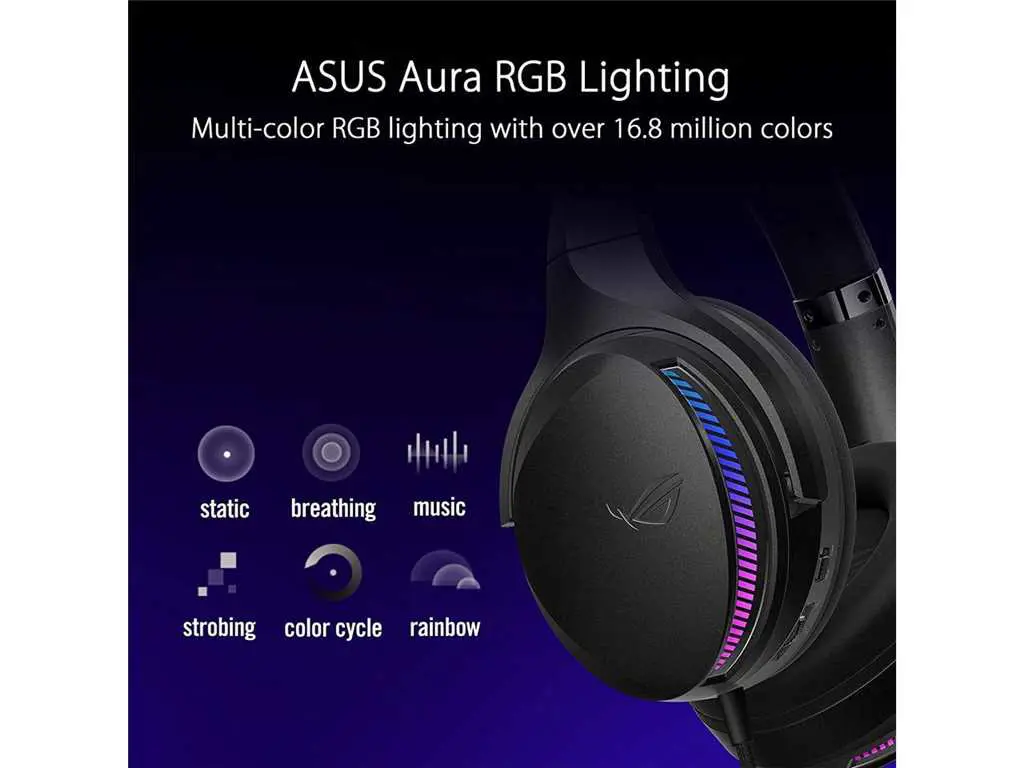 ASUS Aura RGB Lighting
Multi-color RGB lighting with over 16.8 million colors
static breathing music
strobing color cycle rainbow